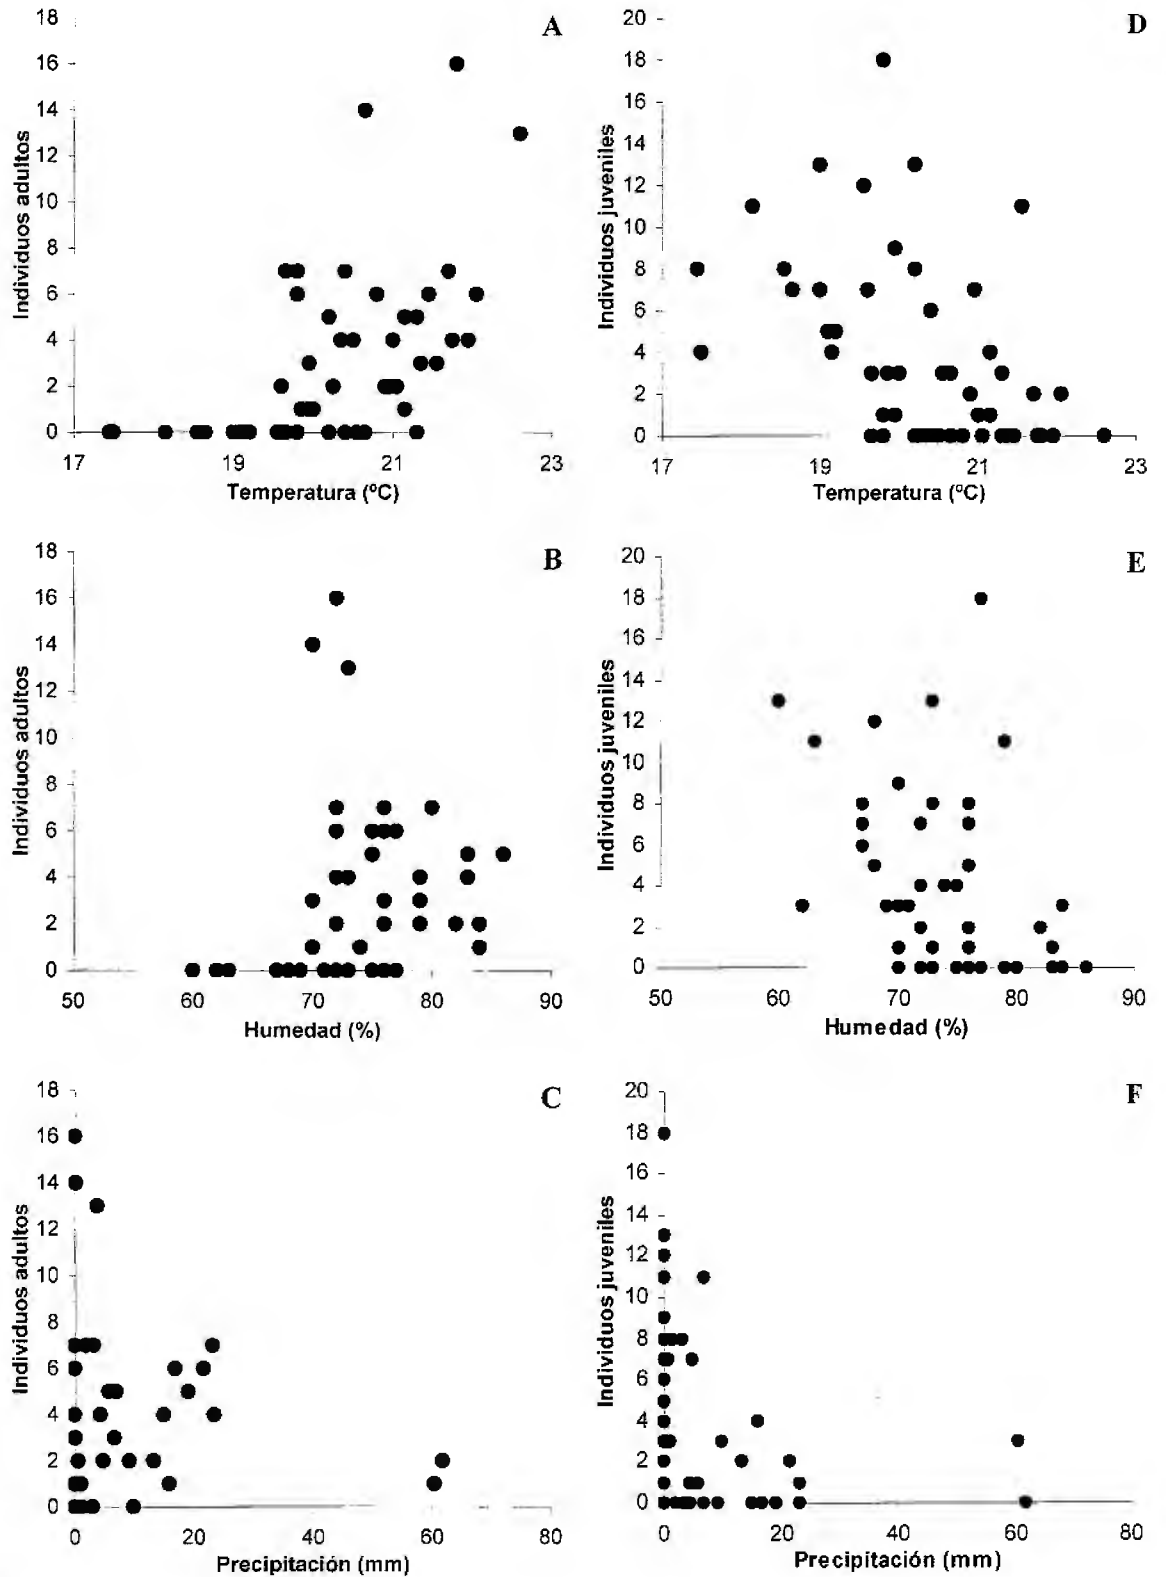 A
Individuos adultos
18
16
14
12
10
8
6
4
2
0
17 19 21 23
Temperatura (ºC)
D
Individuos juveniles
20
18
16
14
12
10
8
6
4
2
0
17 19 21 23
Temperatura (ºC)
B
Individuos adultos
18
16
14
12
10
8
6
4
2
0
50 60 70 80 90
Humedad (%)
E
Individuos juveniles
20
18
16
14
12
10
8
6
4
2
0
50 60 70 80 90
Humedad (%)
C
Individuos adultos
18
16
14
12
10
8
6
4
2
0
0 20 40 60 80
Precipitación (mm)
F
Individuos juveniles
20
18
16
14
12
10
8
6
4
2
0
0 20 40 60 80
Precipitación (mm)